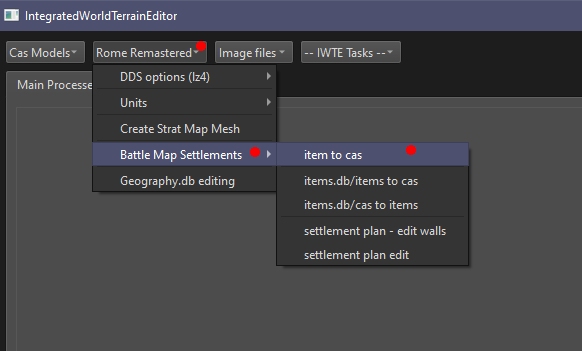 IntegratedWorldTerrainEditor
Cas Models Rome Remastered Image files -- IWTE Tasks --
Main Processe
DDS options (lz4)
Units
Create Strat Map Mesh
Battle Map Settlements
Geography.db editing
item to cas
items.db/items to cas
items.db/cas to items
settlement plan - edit walls
settlement plan edit